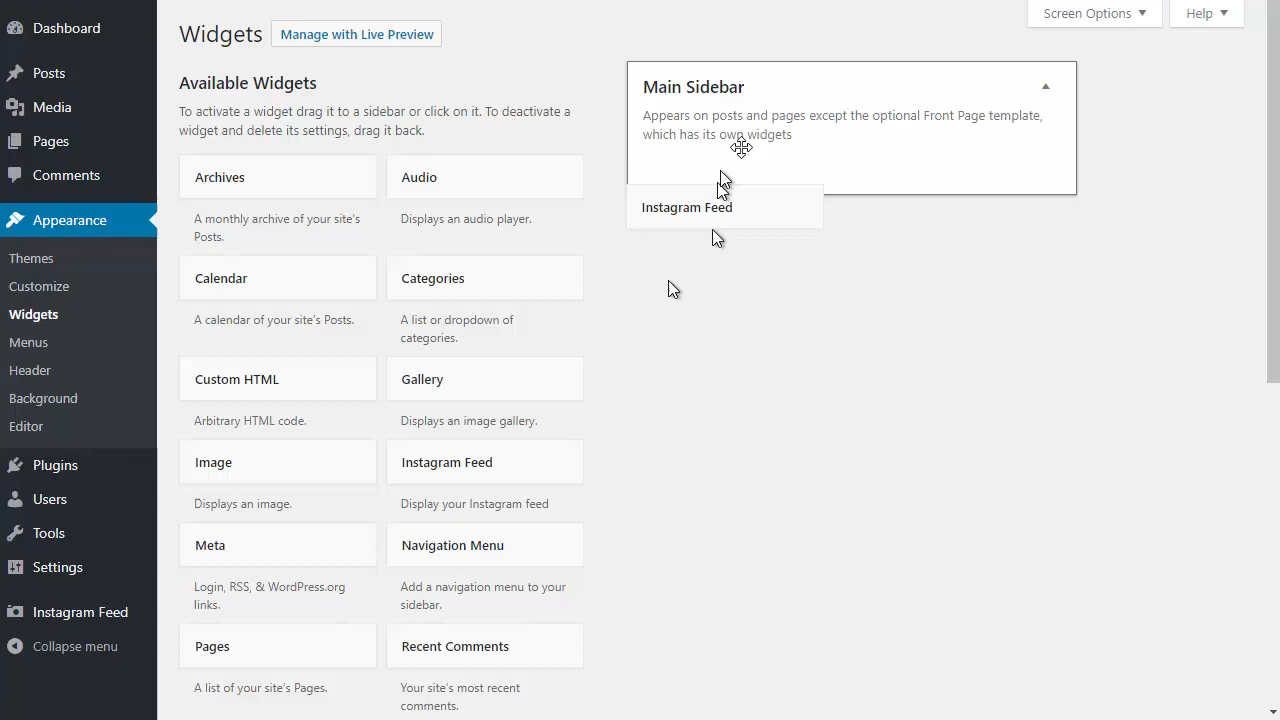 Dashboard
Posts
Media
Pages
Comments
Appearance
Themes
Customize
Widgets
Menus
Header
Background
Editor
Plugins
Users
Tools
Settings
Instagram Feed
Collapse menu
Screen Options
Help
Widgets
Manage with Live Preview
Available Widgets
To activate a widget drag it to a sidebar or click on it. To deactivate a
widget and delete its settings, drag it back.
Archives
A monthly archive of your site's
Posts.
Audio
Displays an audio player.
Calendar
A calendar of your site's Posts.
Categories
A list or dropdown of
categories.
Custom HTML
Arbitrary HTML code.
Gallery
Displays an image gallery.
Image
Displays an image.
Instagram Feed
Display your Instagram feed
Meta
Login, RSS, & WordPress.org
links.
Navigation Menu
Add a navigation menu to your
sidebar.
Pages
A list of your site's Pages.
Recent Comments
Your site's most recent
comments.
Main Sidebar
Appears on posts and pages except the optional Front Page template,
which has its own widgets
Instagram Feed